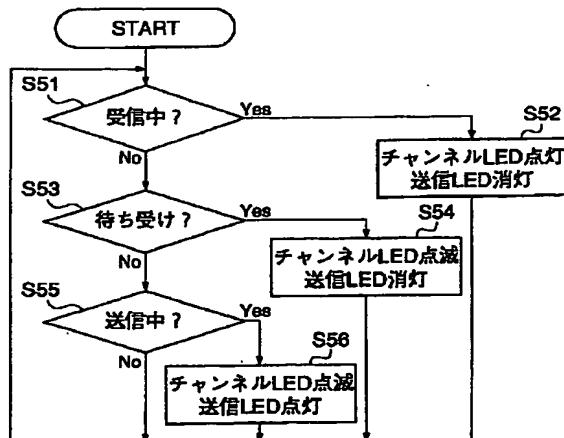 START
S51
受信中？
Yes
No
S52
チャンネルLED点灯
送信LED消灯
S53
待ち受け？
Yes
No
S54
チャンネルLED点滅
送信LED消灯
S55
送信中？
Yes
No
S56
チャンネルLED点滅
送信LED点灯